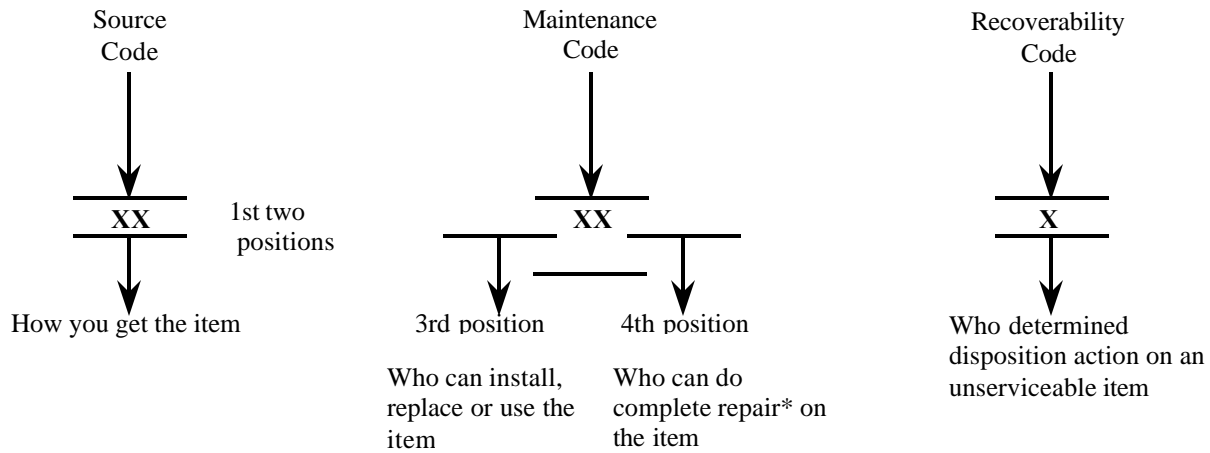 Source
Code
Maintenance
Code
Recoverability
Code
XX
1st two
positions
XX
X
How you get the item
3rd position
4th position
Who can install,
replace or use the
item
Who can do
complete repair* on
the item
Who determined
disposition action on an
unserviceable item